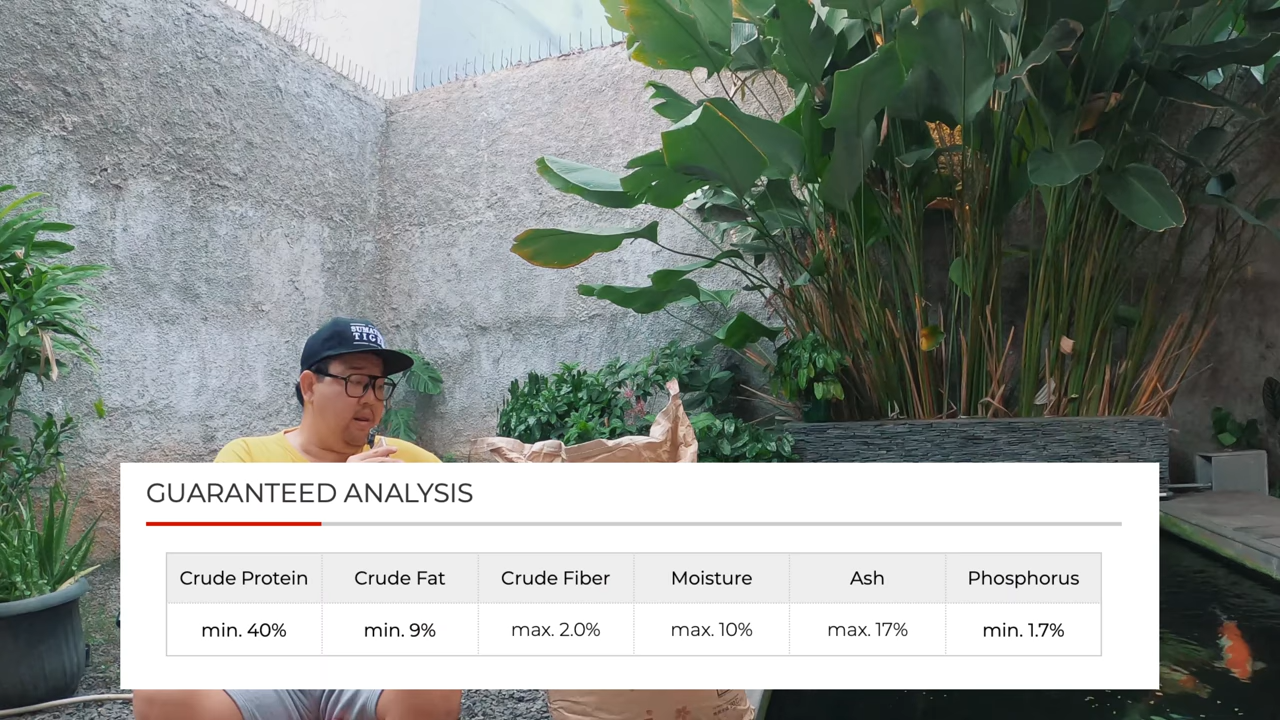 GUARANTEED ANALYSIS
Crude Protein Crude Fat Crude Fiber Moisture Ash Phosphorus
min. 40% min. 9% max. 2.0% max. 10% max. 17% min. 1.7%